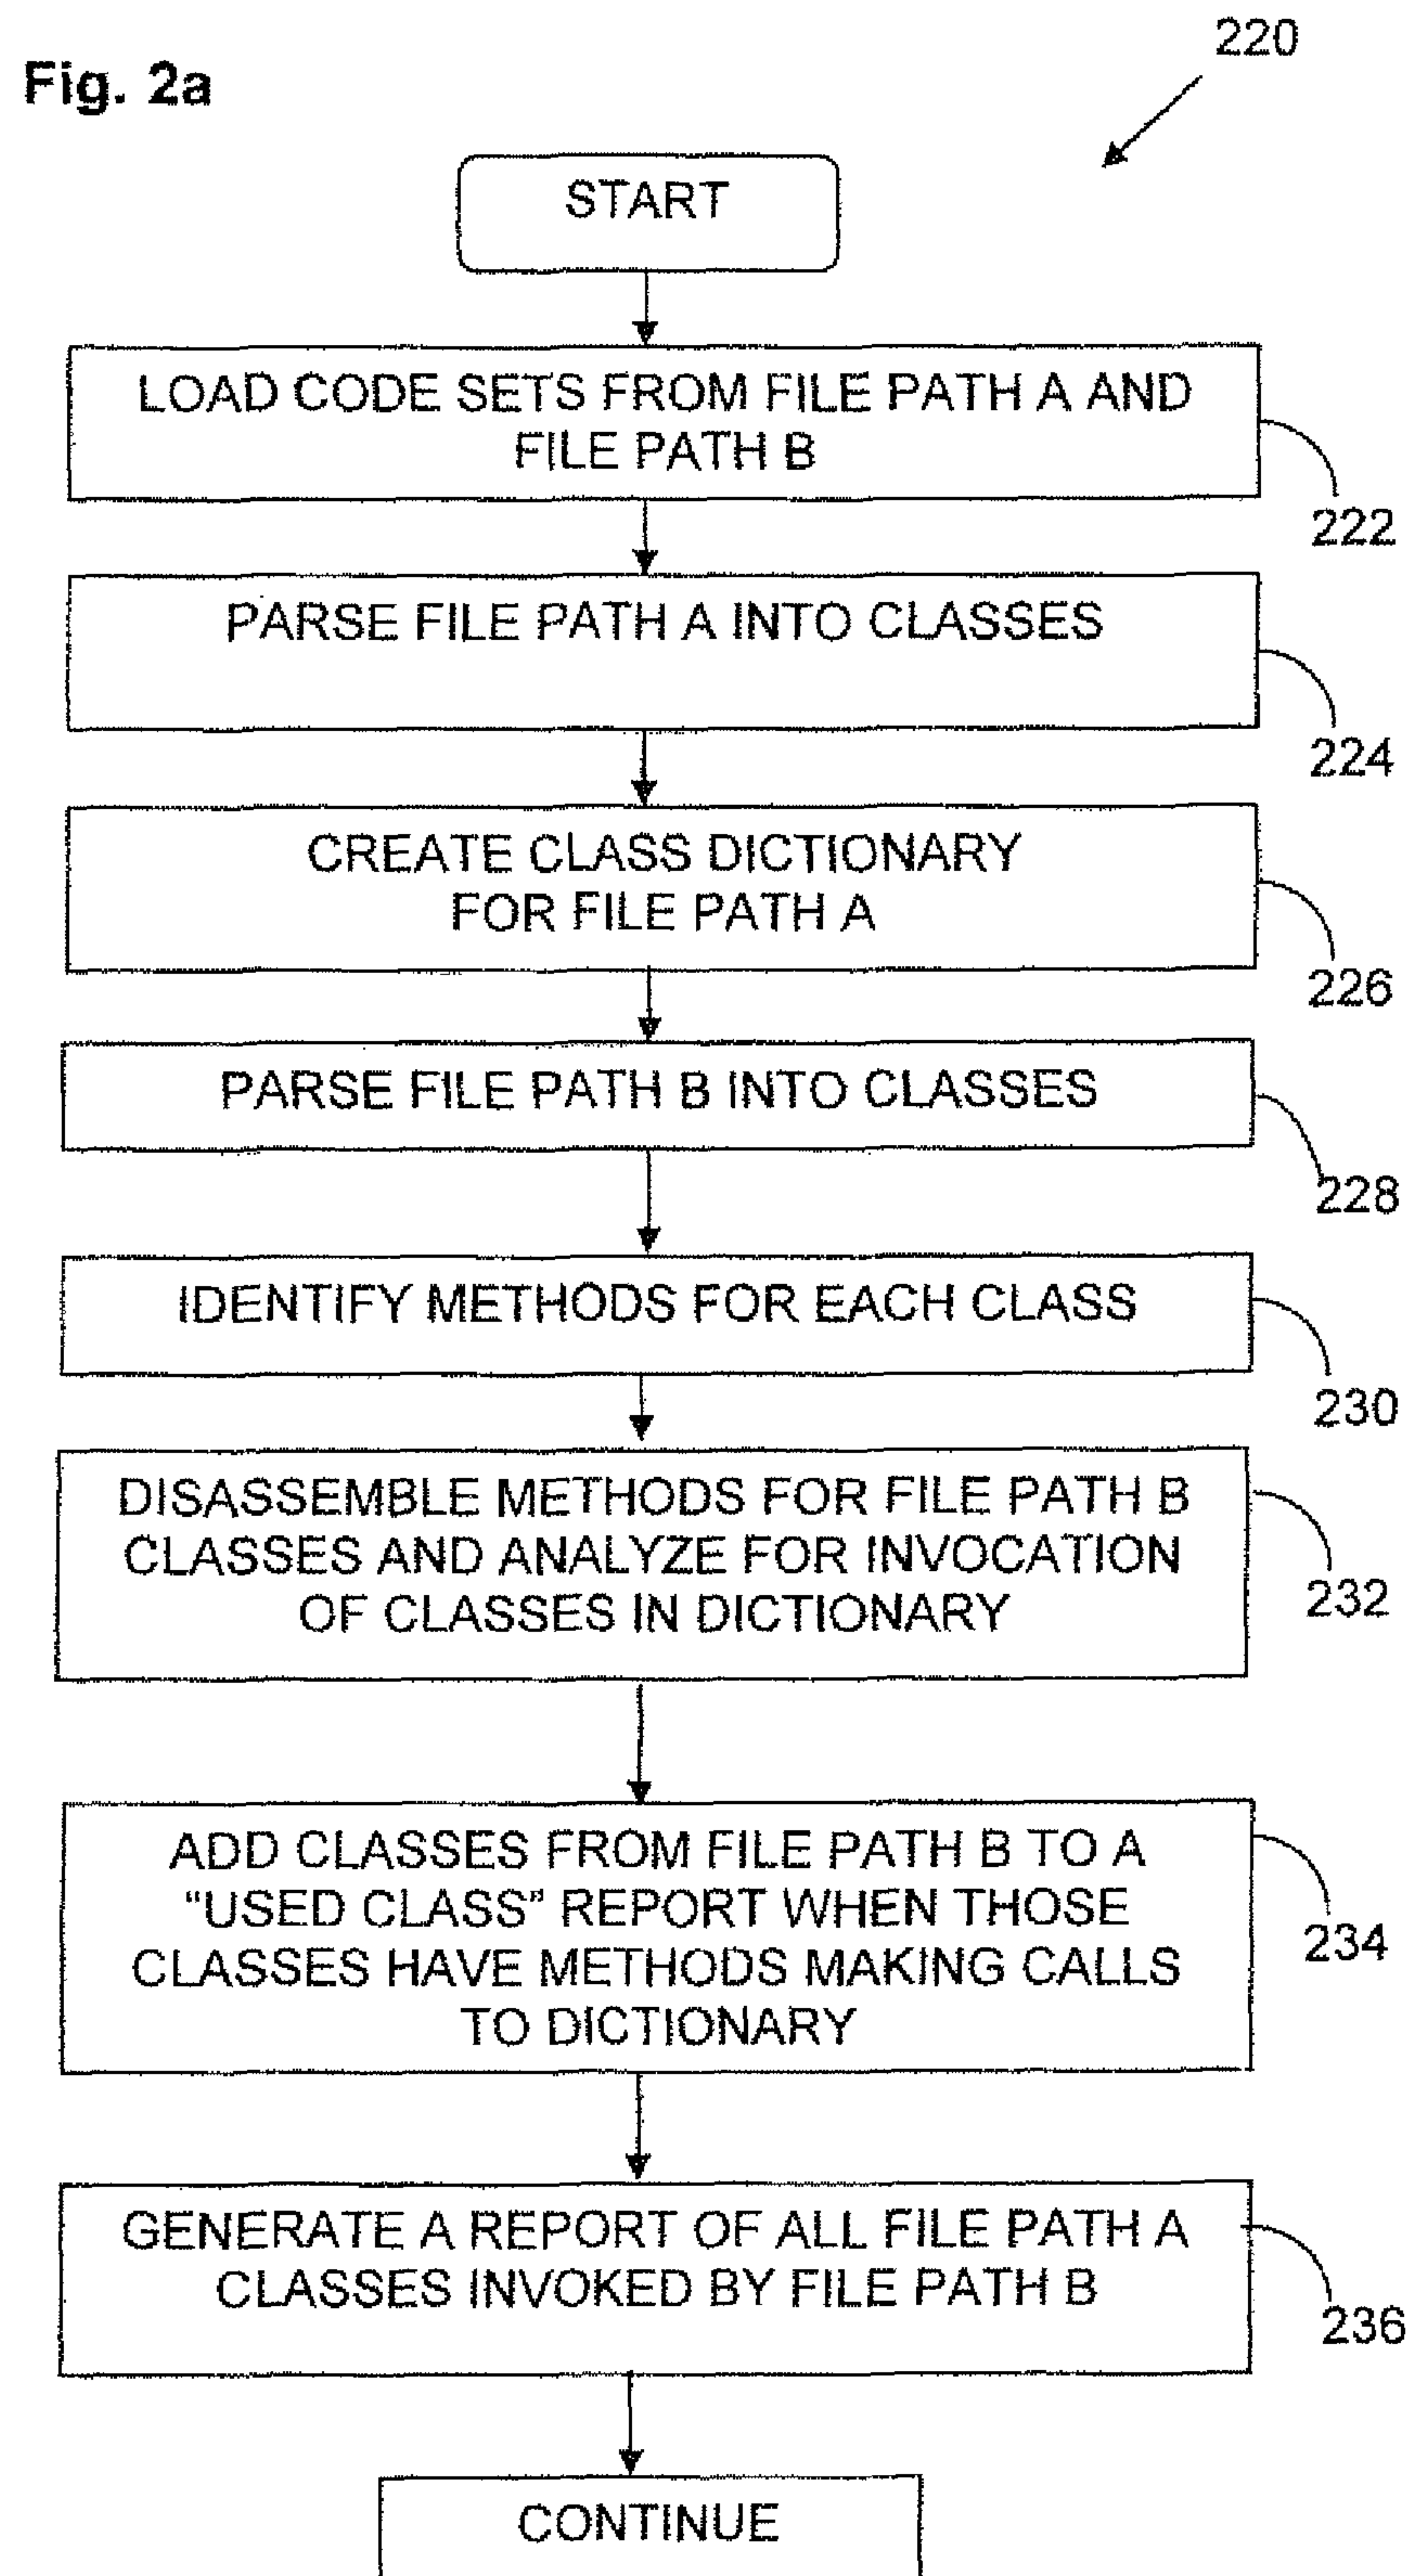 220
Fig. 2a
START
LOAD CODE SETS FROM FILE PATH A AND
FILE PATH B
222
PARSE FILE PATH A INTO CLASSES
224
CREATE CLASS DICTIONARY
FOR FILE PATH A
226
PARSE FILE PATH B INTO CLASSES
228
IDENTIFY METHODS FOR EACH CLASS
230
DISASSEMBLE METHODS FOR FILE PATH B
CLASSES AND ANALYZE FOR INVOCATION
OF CLASSES IN DICTIONARY
232
ADD CLASSES FROM FILE PATH B TO A
“USED CLASS” REPORT WHEN THOSE
CLASSES HAVE METHODS MAKING CALLS
TO DICTIONARY
234
GENERATE A REPORT OF ALL FILE PATH A
CLASSES INVOKED BY FILE PATH B
236
CONTINUE